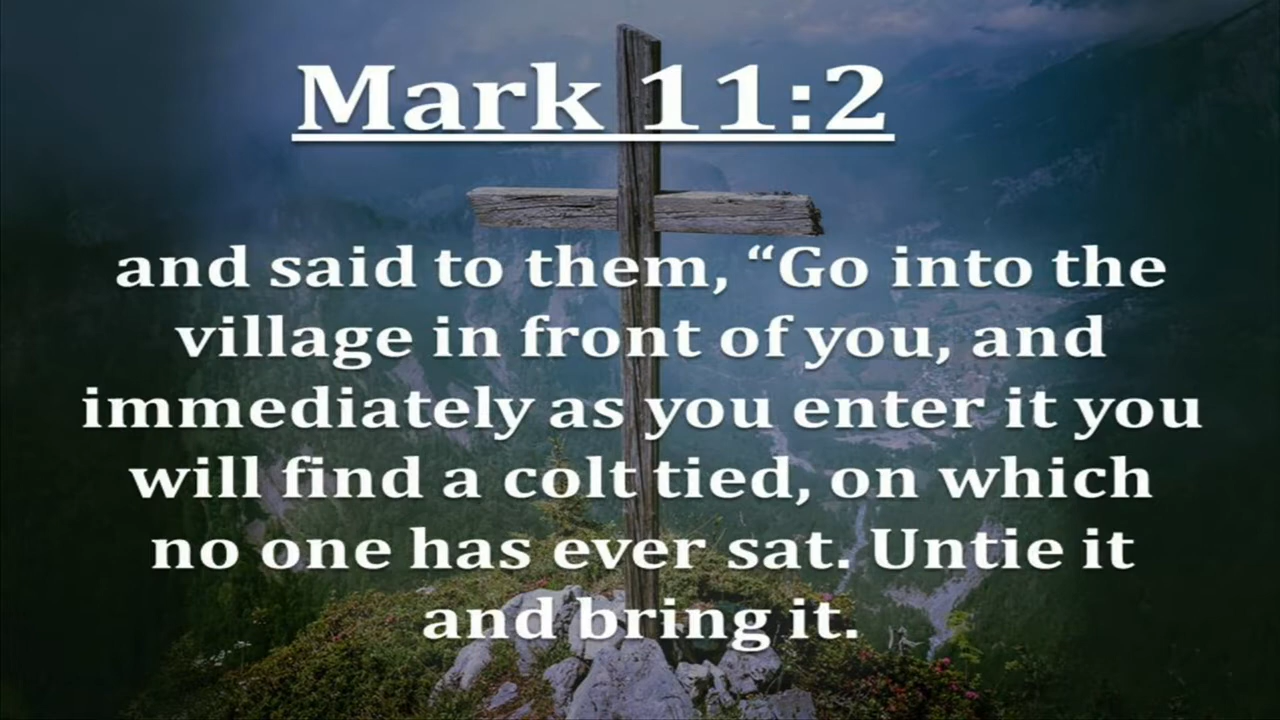 Mark 11:2
and said to them, “Go into the
village in front of you, and
immediately as you enter it you
will find a colt tied, on which
no one has ever sat. Untie it
and bring it.